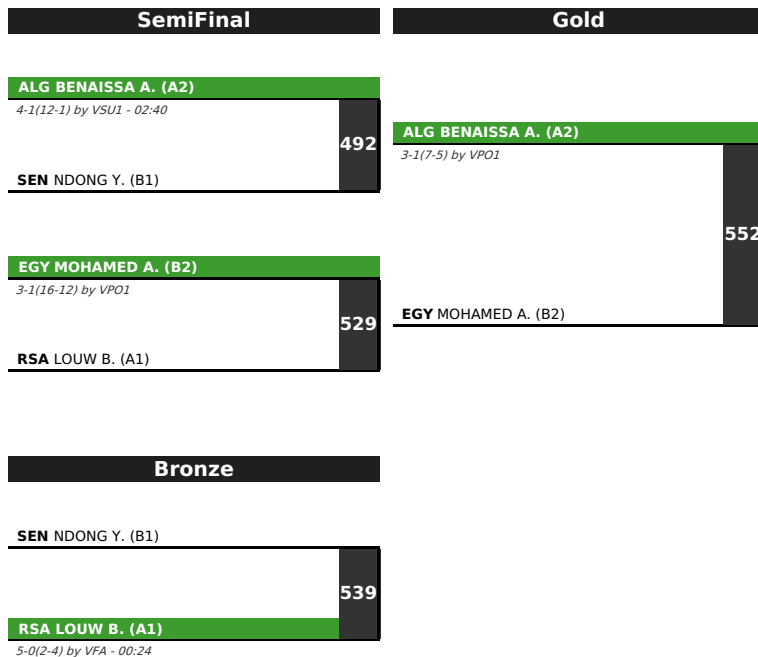 SemiFinal
ALG BENAISSA A. (A2)
4-1(12-1) by VSU1 - 02:40
492
SEN NDONG Y. (B1)
EGY MOHAMED A. (B2)
3-1(16-12) by VPO1
529
RSA LOUW B. (A1)
Gold
ALG BENAISSA A. (A2)
3-1(7-5) by VPO1
552
EGY MOHAMED A. (B2)
Bronze
SEN NDONG Y. (B1)
539
RSA LOUW B. (A1)
5-0(2-4) by VFA - 00:24